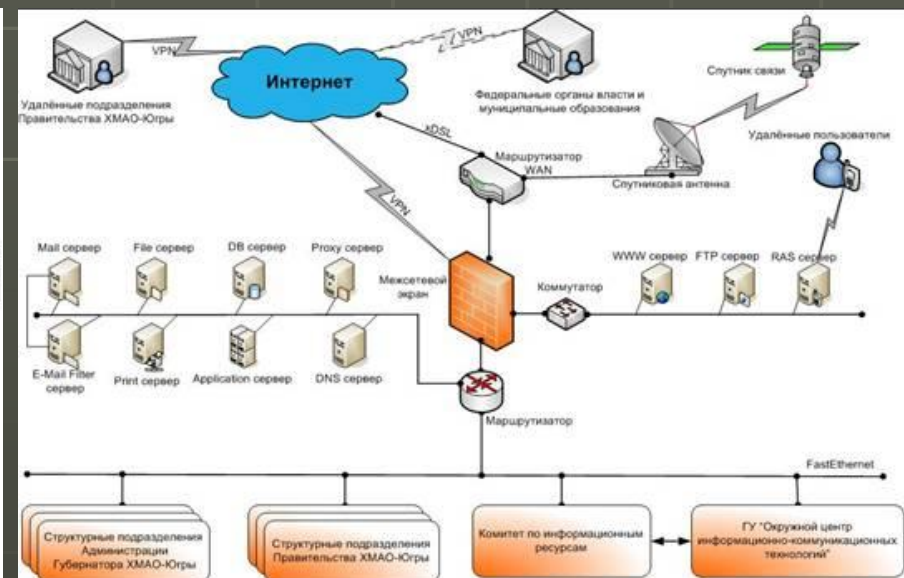 VPN
VPN
Интернет
Удалённые подразделения
Правительства ХМАО-Югры
Федеральные органы власти и
муниципальные образования
Спутник связи
xDSL
Маршрутизатор
WAN
Спутниковая антенна
Удалённые пользователи
VPN
Mail сервер
File сервер
DB сервер
Proxy сервер
Межсетевой
экран
Коммутатор
WWW сервер
FTP сервер
RAS сервер
E-Mail Filter
сервер
Print сервер
Application сервер
DNS сервер
Маршрутизатор
FastEthernet
Структурные подразделения
Администрации
Губернатора ХМАО-Югры
Структурные подразделения
Правительства ХМАО-Югры
Комитет по информационным
ресурсам
ГУ "Окружной центр
информационно-коммуникационных
технологий"